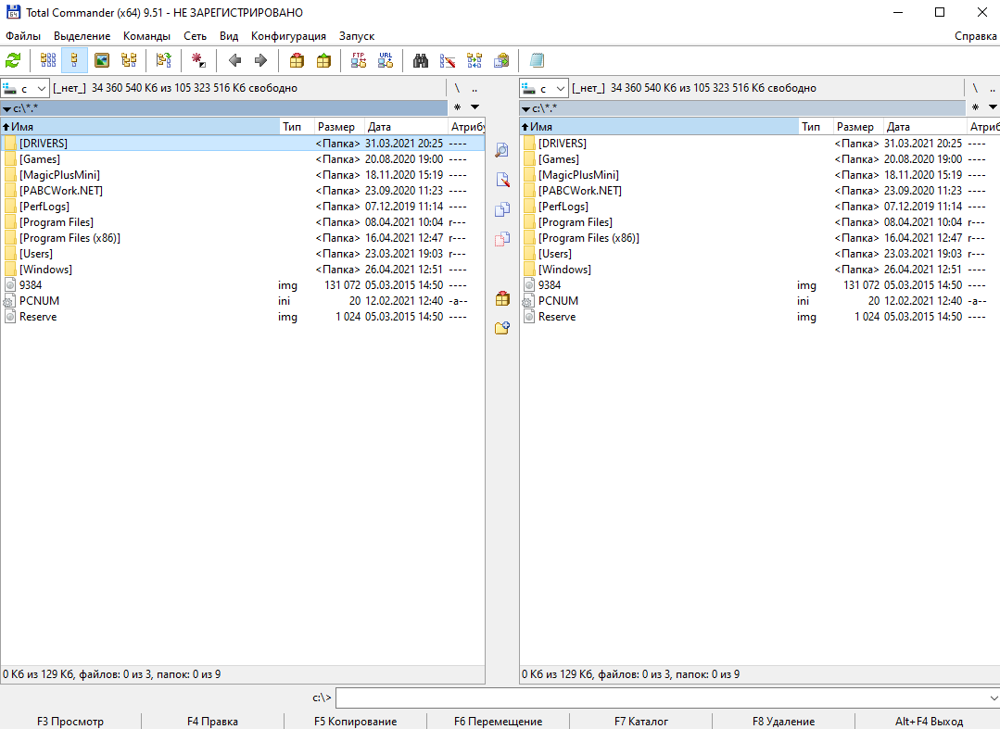 Total Commander (x64) 9.51 - НЕ ЗАРЕГИСТРИРОВАНО
Файлы Выделение Команды Сеть Вид Конфигурация Запуск Справка
FTP URL
c [_нет_] 34 360 540 Кб из 105 323 516 Кб свободно \ ..
c:\*.* * ▼
Имя Тип Размер Дата Атрибу
[DRIVERS] <Папка> 31.03.2021 20:25 ----
[Games] <Папка> 20.08.2020 19:00 ----
[MagicPlusMini] <Папка> 18.11.2020 15:19 ----
[PABCWork.NET] <Папка> 23.09.2020 11:23 ----
[PerfLogs] <Папка> 07.12.2019 11:14 ----
[Program Files] <Папка> 08.04.2021 10:04 r---
[Program Files (x86)] <Папка> 16.04.2021 12:47 r---
[Users] <Папка> 23.03.2021 19:03 r---
[Windows] <Папка> 26.04.2021 12:51 ----
9384 img 131 072 05.03.2015 14:50 ----
PCNUM ini 20 12.02.2021 12:40 -a--
Reserve img 1 024 05.03.2015 14:50 ----
0 Кб из 129 Кб, файлов: 0 из 3, папок: 0 из 9
c [_нет_] 34 360 540 Кб из 105 323 516 Кб свободно \ ..
c:\*.* * ▼
Имя Тип Размер Дата Атриб
[DRIVERS] <Папка> 31.03.2021 20:25 ----
[Games] <Папка> 20.08.2020 19:00 ----
[MagicPlusMini] <Папка> 18.11.2020 15:19 ----
[PABCWork.NET] <Папка> 23.09.2020 11:23 ----
[PerfLogs] <Папка> 07.12.2019 11:14 ----
[Program Files] <Папка> 08.04.2021 10:04 r---
[Program Files (x86)] <Папка> 16.04.2021 12:47 r---
[Users] <Папка> 23.03.2021 19:03 r---
[Windows] <Папка> 26.04.2021 12:51 ----
9384 img 131 072 05.03.2015 14:50 ----
PCNUM ini 20 12.02.2021 12:40 -a--
Reserve img 1 024 05.03.2015 14:50 ----
0 Кб из 129 Кб, файлов: 0 из 3, папок: 0 из 9
c:\>
F3 Просмотр F4 Правка F5 Копирование F6 Перемещение F7 Каталог F8 Удаление Alt+F4 Выход